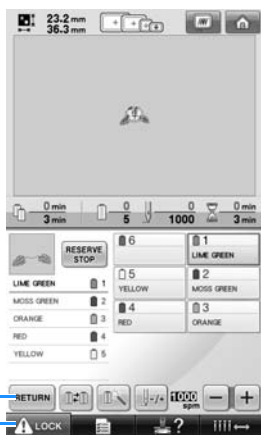 23.2 mm
36.3 mm
0 min
3 min
0
5
0
1000
0 min
3 min
RESERVE
STOP
LIME GREEN 1
MOSS GREEN 2
ORANGE 3
RED 4
YELLOW 5
6
1
LIME GREEN
5
YELLOW
2
MOSS GREEN
4
RED
3
ORANGE
RETURN
-/+
1000
spm
− +
LOCK
?